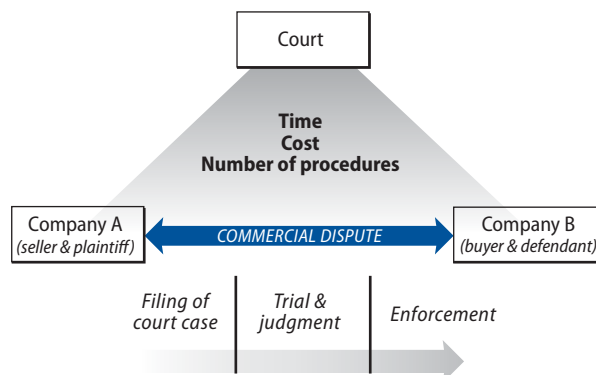 Court
Time
Cost
Number of procedures
Company A
(seller & plaintiff)
COMMERCIAL DISPUTE
Company B
(buyer & defendant)
Filing of
court case
Trial &
judgment
Enforcement